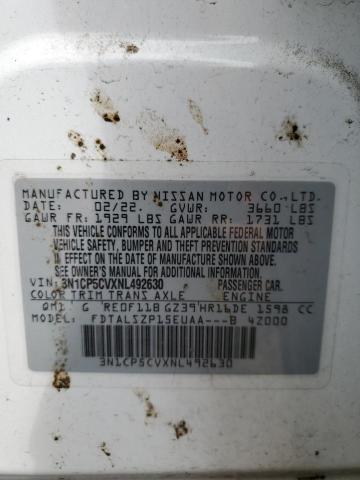 MANUFACTURED BY NISSAN MOTOR CO.,LTD.
DATE: 02/22. GVWR: 3660 LBS
GAWR FR: 1929 LBS GAWR RR: 1731 LBS
THIS VEHICLE CONFORMS TO ALL APPLICABLE FEDERAL MOTOR
VEHICLE SAFETY, BUMPER AND THEFT PREVENTION STANDARDS
IN EFFECT ON THE DATE OF MANUFACTURE SHOWN ABOVE.
SEE OWNER'S MANUAL ADDITIONAL INFORMATION.
VIN: 3N1CP5CVXNL492630 PASSENGER CAR.
COLOR TRIM TRANS AXLE ENGINE
QM1 G RE0F11B GZ39 HR16DE 1598 CC
MODEL: FDTALSZP15EUAA---B 4Z000
3N1CP5CVXNL492630